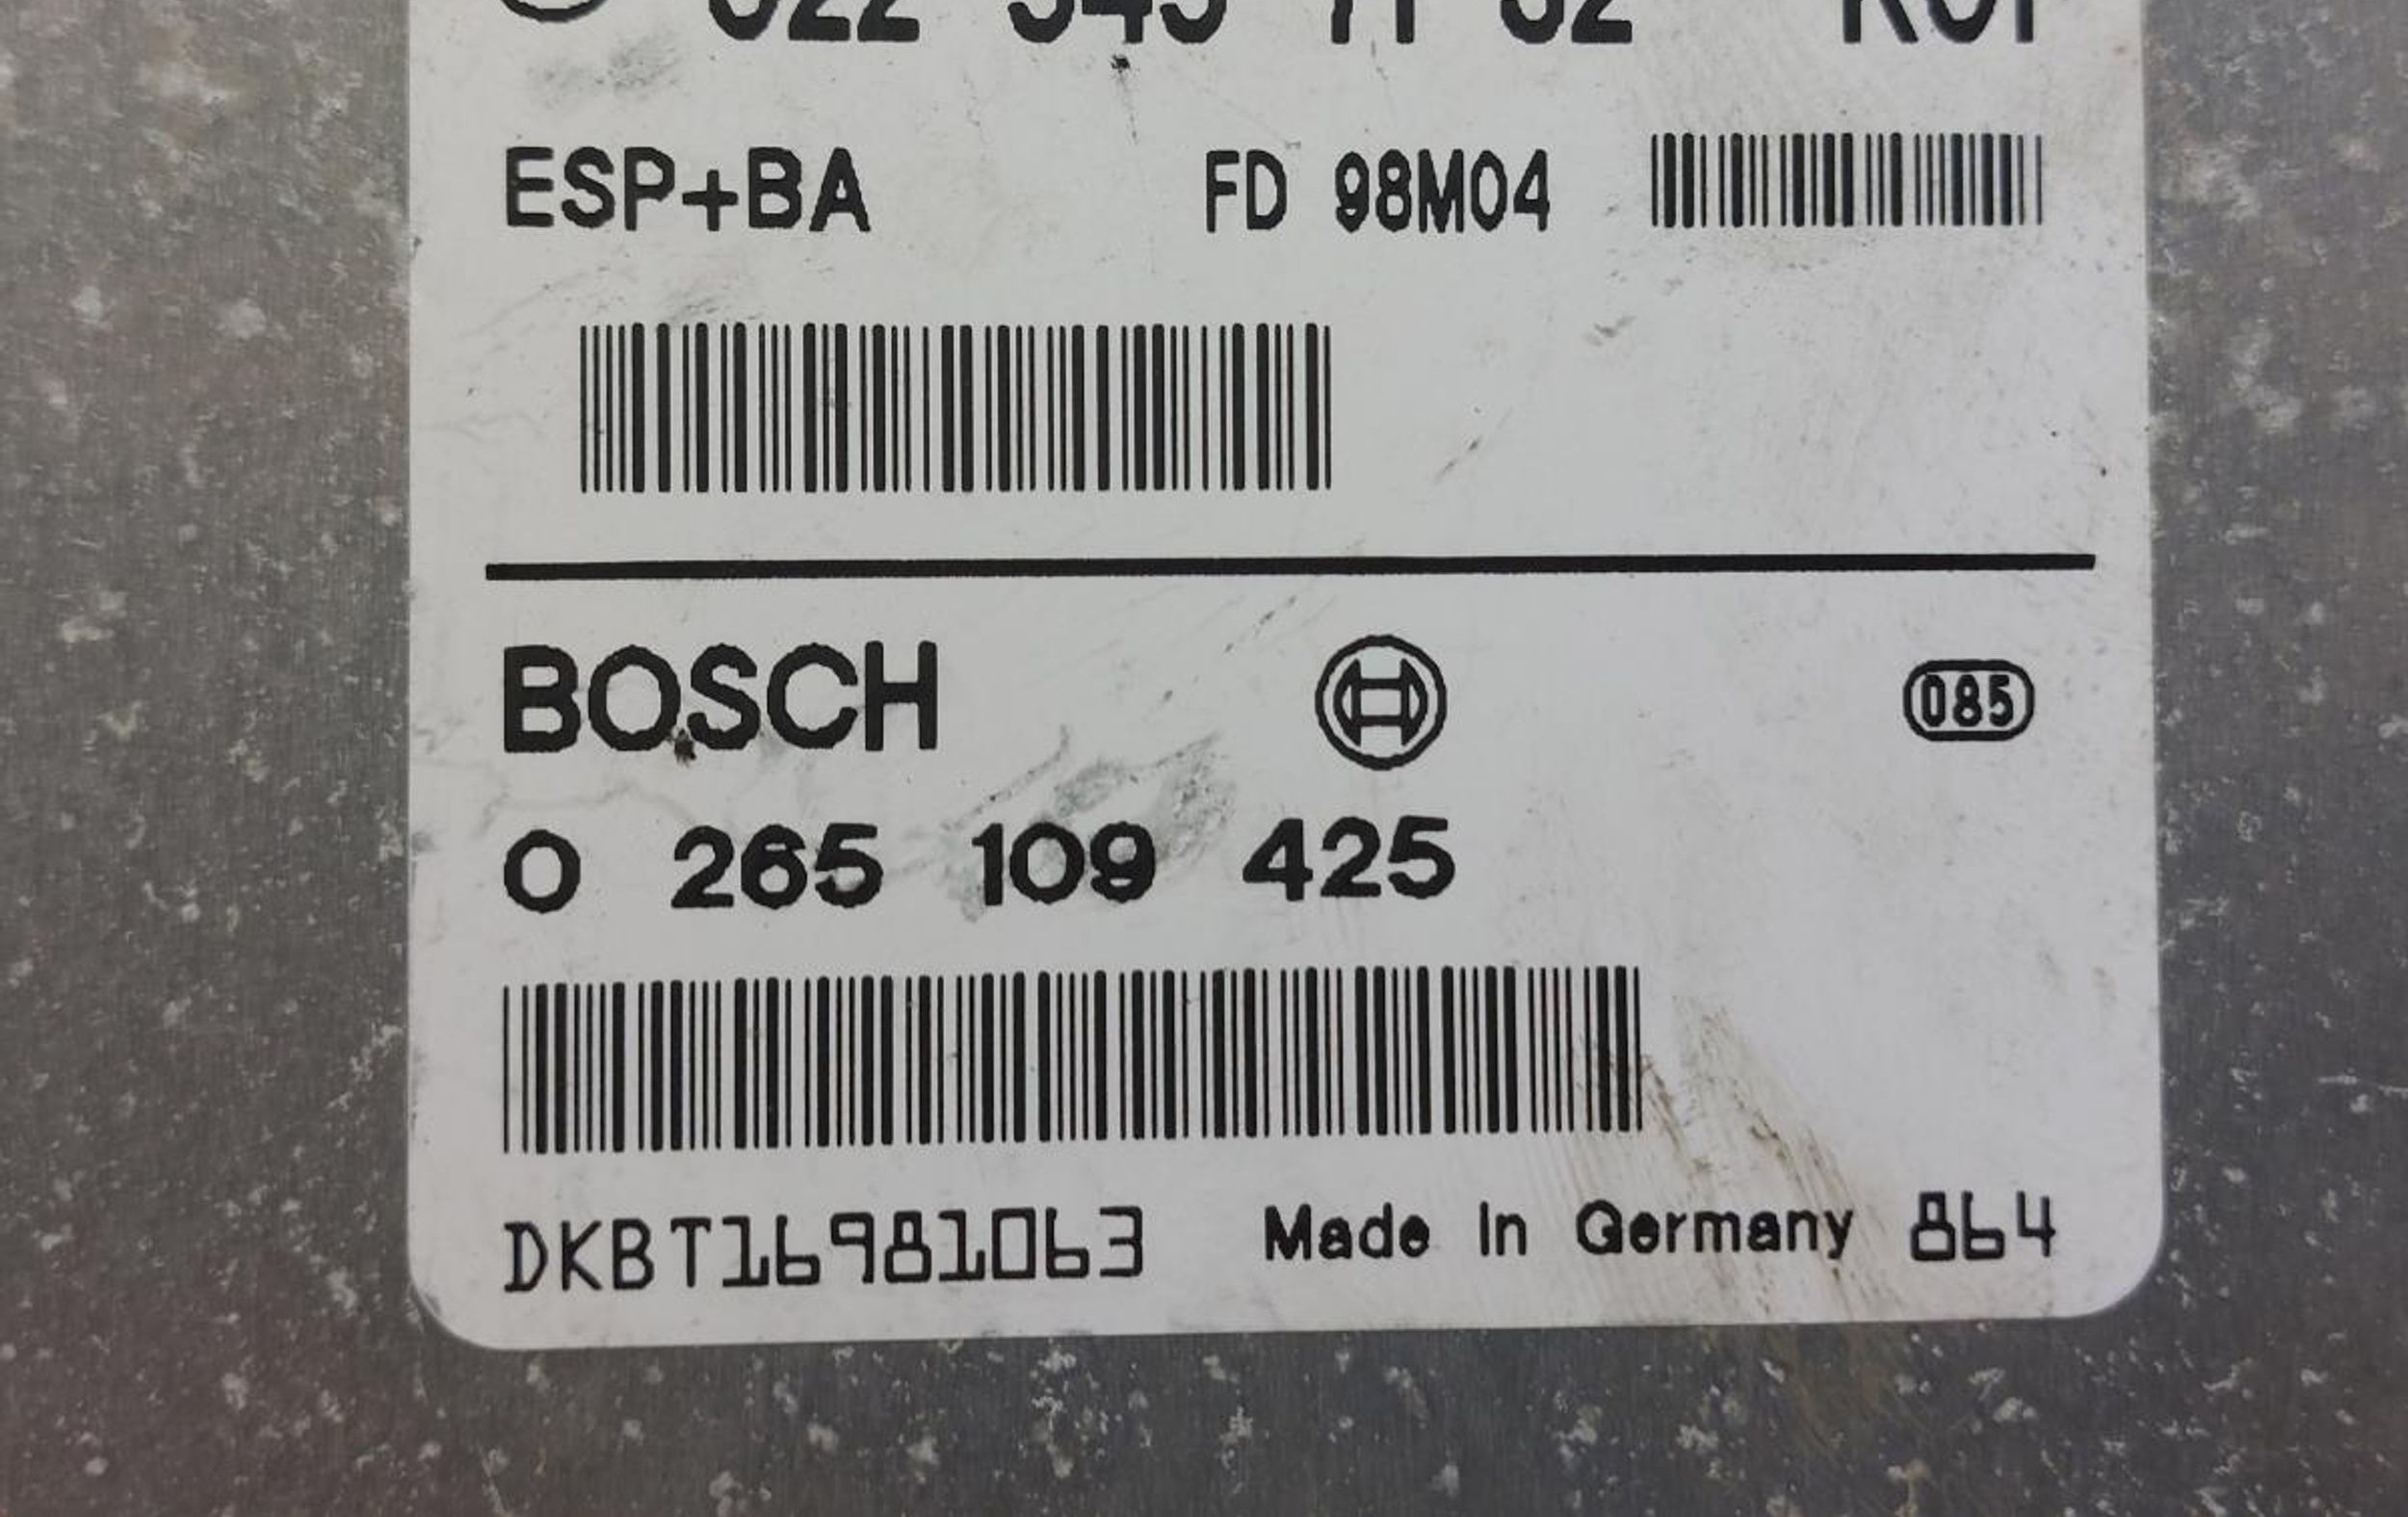 ESP+BA FD 98M04
BOSCH 085
0 265 109 425
DKBT16981063 Made In Germany 864